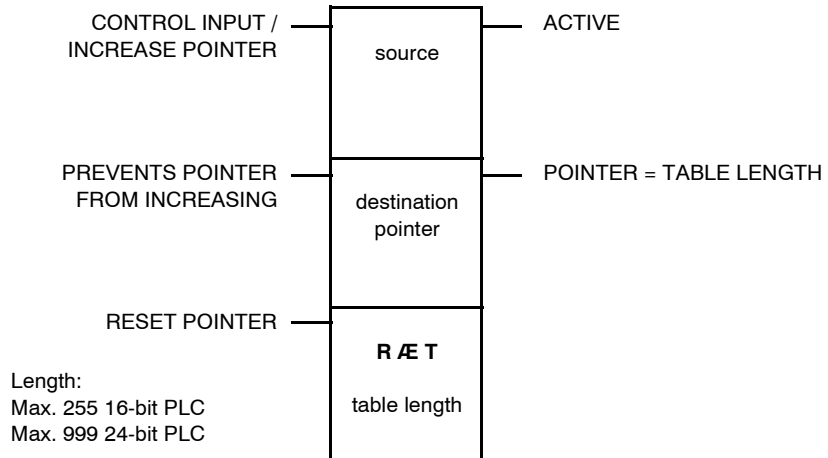 CONTROL INPUT /
INCREASE POINTER
source
ACTIVE
PREVENTS POINTER
FROM INCREASING
destination
pointer
POINTER = TABLE LENGTH
RESET POINTER
R Æ T
table length
Length:
Max. 255 16-bit PLC
Max. 999 24-bit PLC